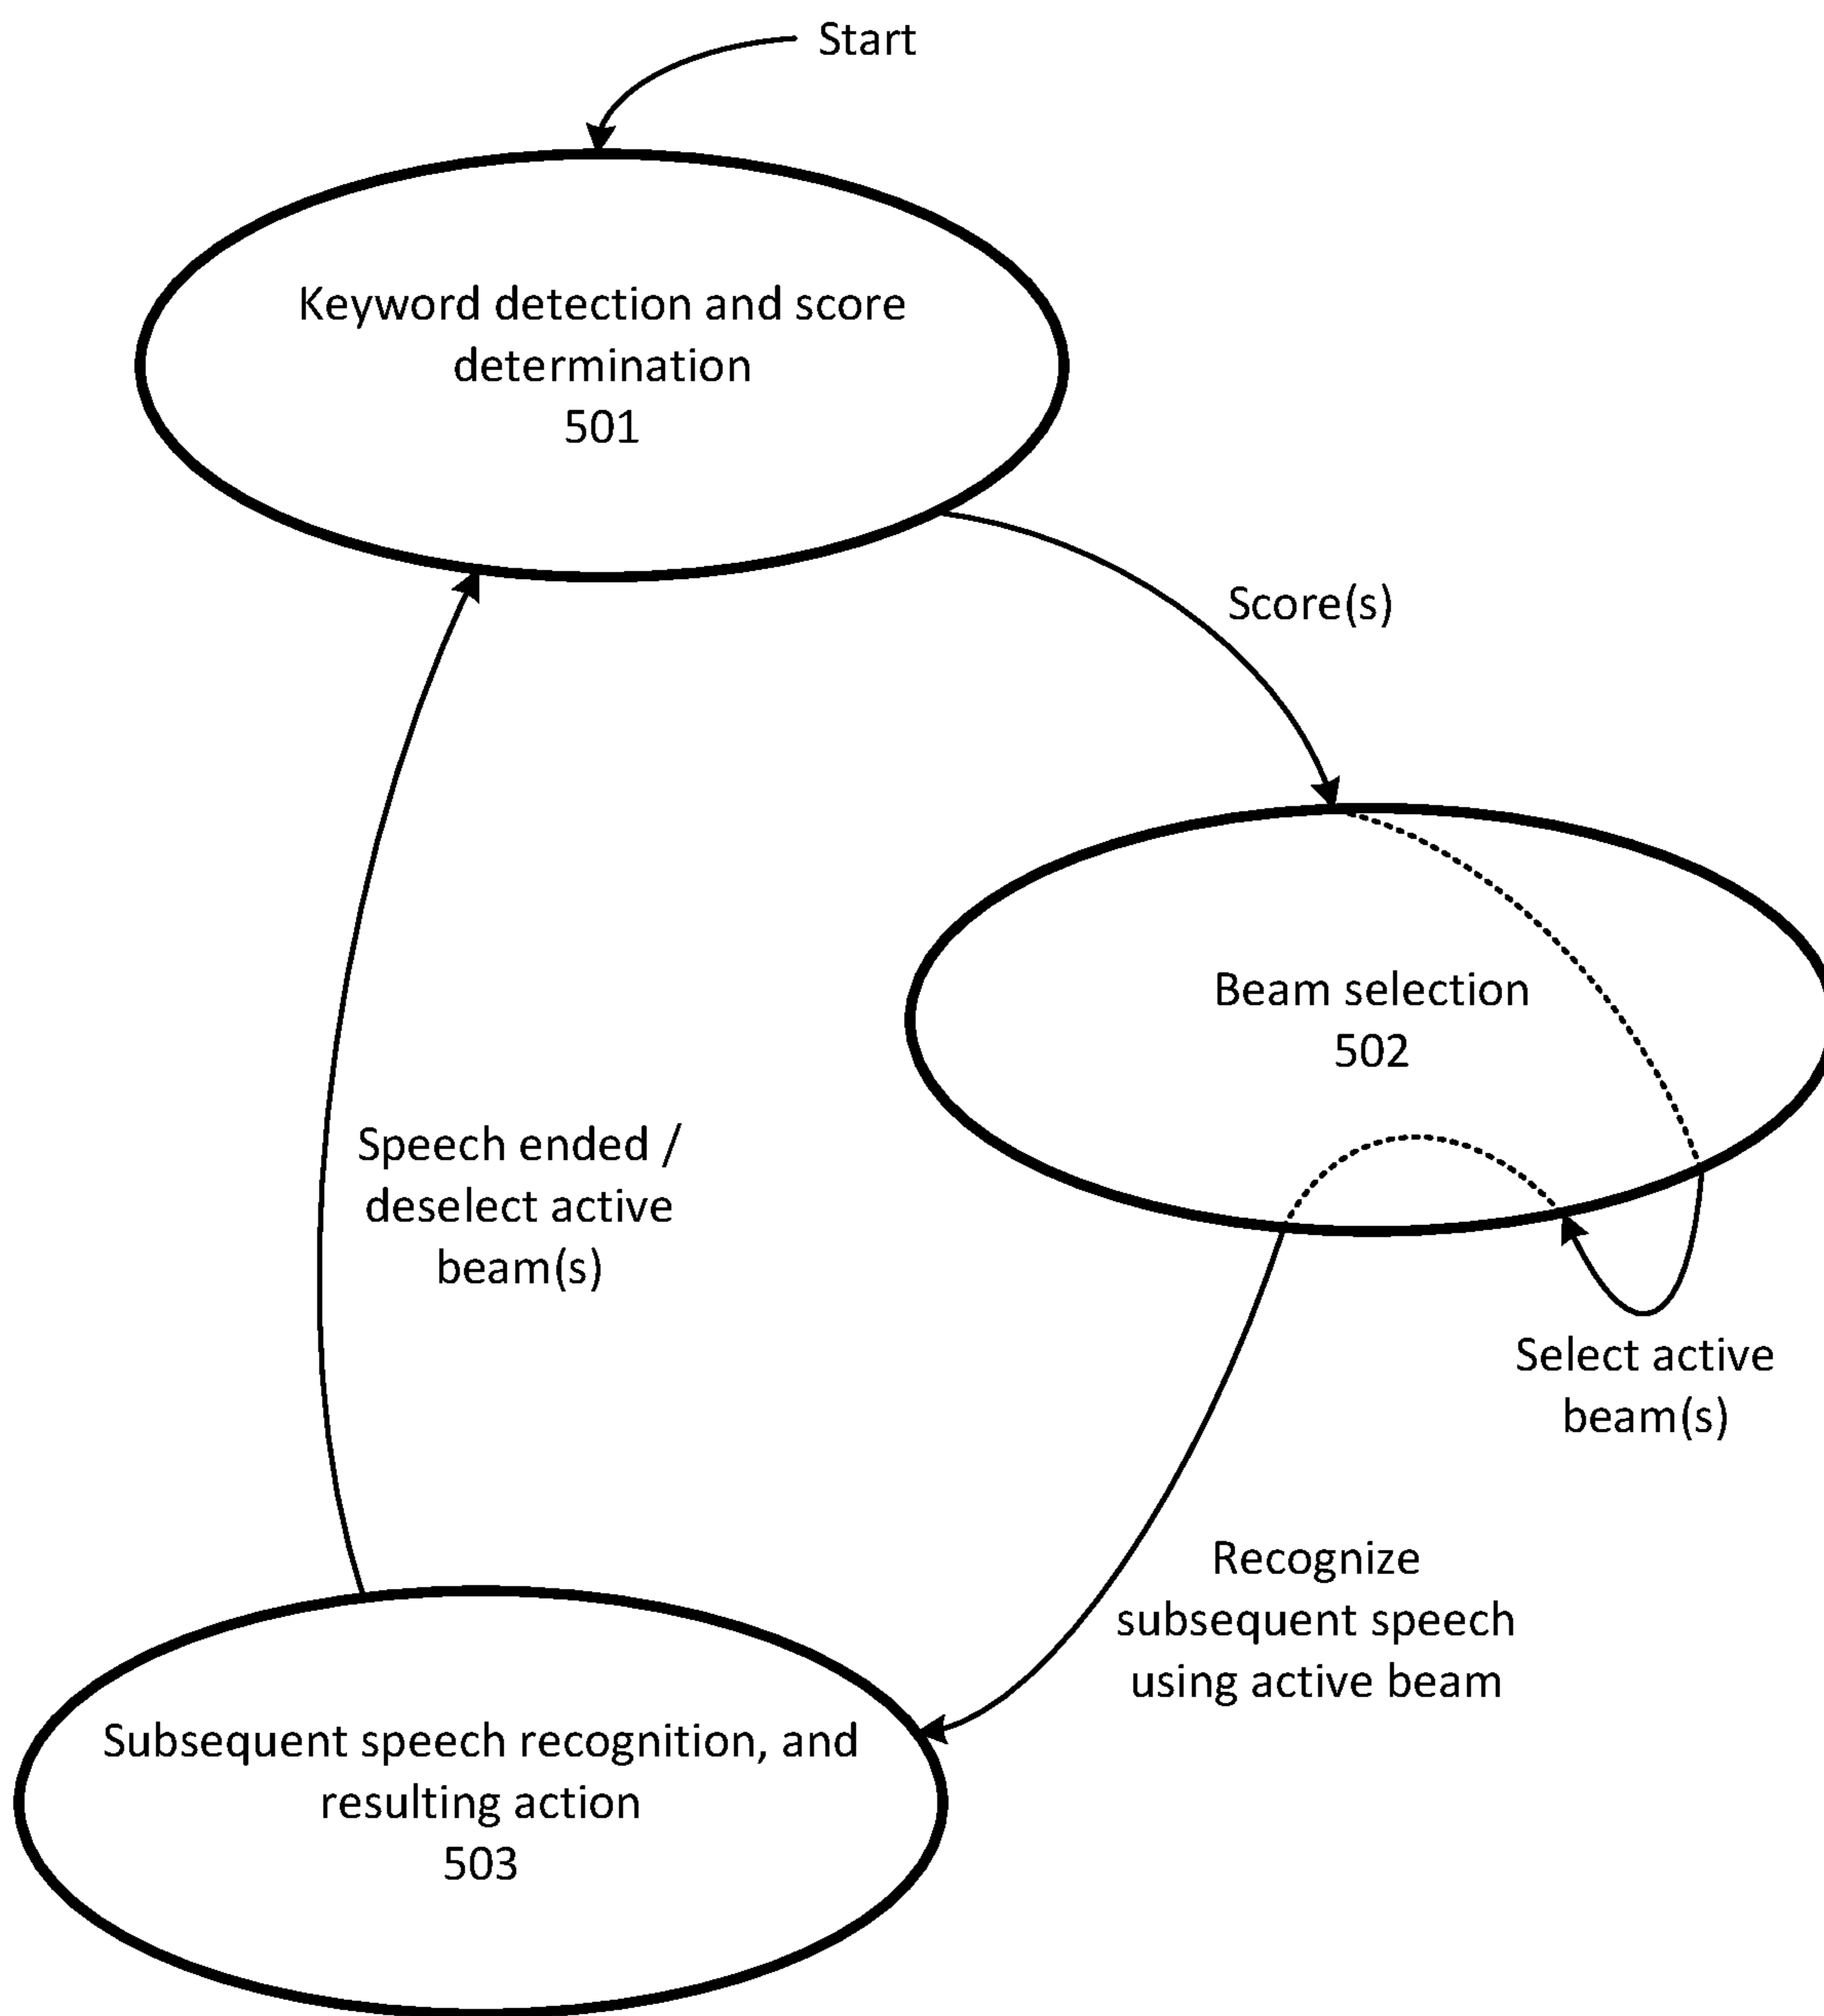 Start
Keyword detection and score
determination
501
Score(s)
Beam selection
502
Speech ended /
deselect active
beam(s)
Select active
beam(s)
Recognize
subsequent speech
using active beam
Subsequent speech recognition, and
resulting action
503